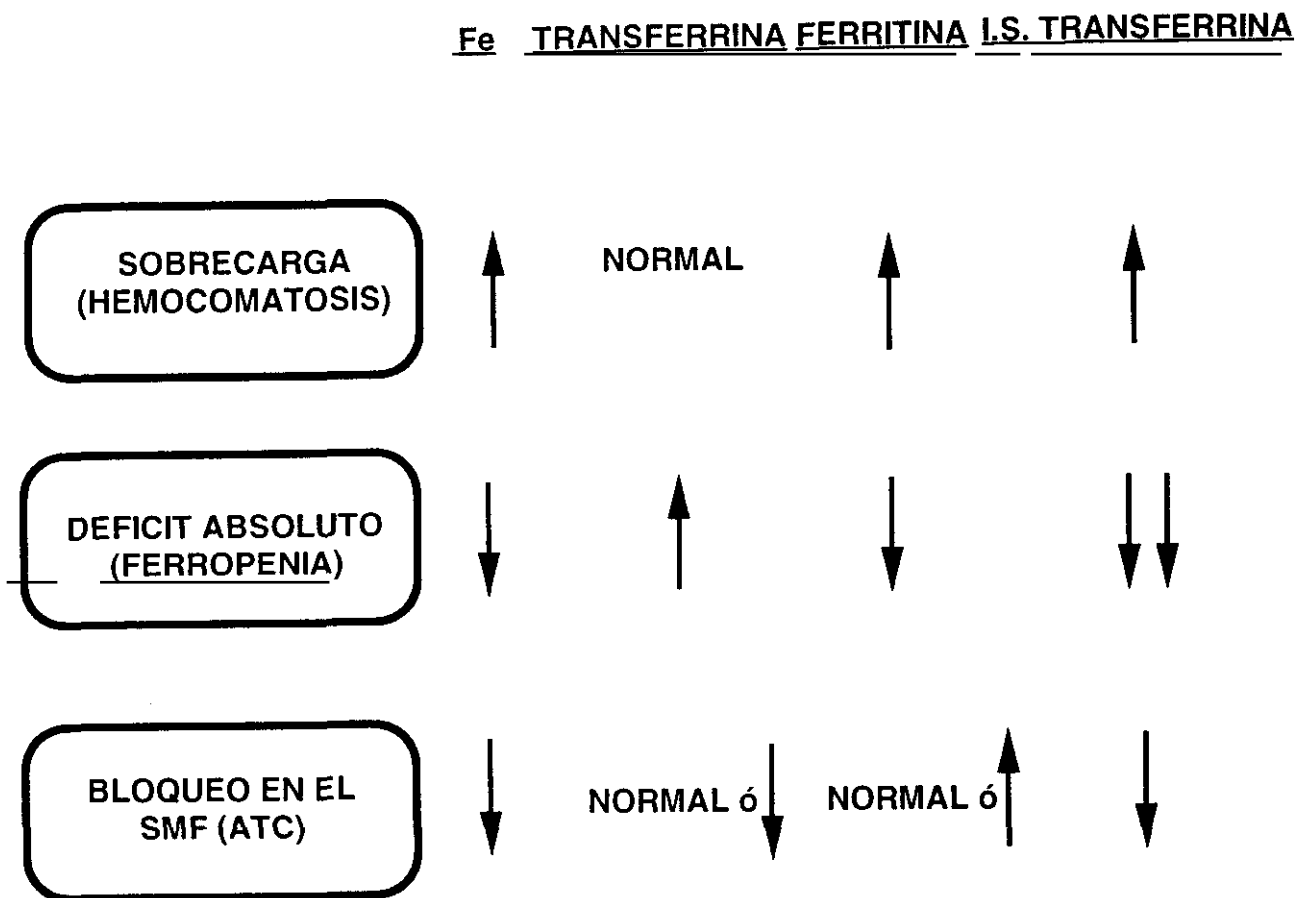 Fe TRANSFERRINA FERRITINA I.S. TRANSFERRINA
SOBRECARGA
(HEMOCOMATOSIS)
NORMAL
DEFICIT ABSOLUTO
(FERROPENIA)
BLOQUEO EN EL
SMF (ATC)
NORMAL ó
NORMAL ó